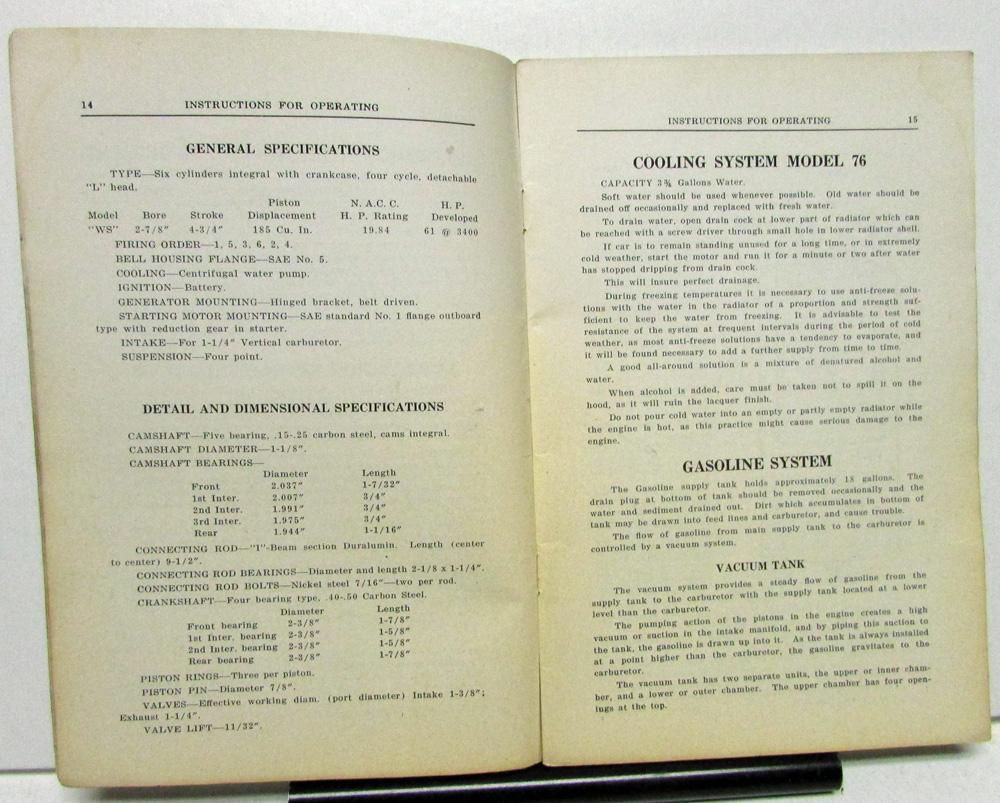 14 INSTRUCTIONS FOR OPERATING
GENERAL SPECIFICATIONS
TYPE—Six cylinders integral with crankcase, four cycle, detachable
"L" head.
Piston N. A. C. C. H. P.
Model Bore Stroke Displacement H. P. Rating Developed
"WS" 2-7/8" 4-3/4" 185 Cu. In. 19.84 61 @ 3400
FIRING ORDER—1, 5, 3, 6, 2, 4.
BELL HOUSING FLANGE—SAE No. 5.
COOLING—Centrifugal water pump.
IGNITION—Battery.
GENERATOR MOUNTING—Hinged bracket, belt driven.
STARTING MOTOR MOUNTING—SAE standard No. 1 flange outboard
type with reduction gear in starter.
INTAKE—For 1-1/4" Vertical carburetor.
SUSPENSION—Four point.
DETAIL AND DIMENSIONAL SPECIFICATIONS
CAMSHAFT—Five bearing, .15-.25 carbon steel, cams integral.
CAMSHAFT DIAMETER—1-1/8".
CAMSHAFT BEARINGS—
Diameter Length
Front 2.037" 1-7/32"
1st Inter. 2.007" 3/4"
2nd Inter. 1.991" 3/4"
3rd Inter. 1.975" 3/4"
Rear 1.944" 1-1/16"
CONNECTING ROD—"I"-Beam section Duralumin. Length (center
to center) 9-1/2".
CONNECTING ROD BEARINGS—Diameter and length 2-1/8 x 1-1/4".
CONNECTING ROD BOLTS—Nickel steel 7/16"—two per rod.
CRANKSHAFT—Four bearing type. .40-.50 Carbon Steel.
Diameter Length
Front bearing 2-3/8" 1-7/8"
1st Inter. bearing 2-3/8" 1-5/8"
2nd Inter. bearing 2-3/8" 1-5/8"
Rear bearing 2-3/8" 1-7/8"
PISTON RINGS—Three per piston.
PISTON PIN—Diameter 7/8".
VALVES—Effective working diam. (port diameter) Intake 1-3/8";
Exhaust 1-1/4".
VALVE LIFT—11/32".
INSTRUCTIONS FOR OPERATING 15
COOLING SYSTEM MODEL 76
CAPACITY 3¾ Gallons Water.
Soft water should be used whenever possible. Old water should be
drained off occasionally and replaced with fresh water.
To drain water, open drain cock at lower part of radiator which can
be reached with a screw driver through small hole in lower radiator shell.
If car is to remain standing unused for a long time, or in extremely
cold weather, start the motor and run it for a minute or two after water
has stopped dripping from drain cock.
This will insure perfect drainage.
During freezing temperatures it is necessary to use anti-freeze solu-
tions with the water in the radiator of a proportion and strength suf-
ficient to keep the water from freezing. It is advisable to test the
resistance of the system at frequent intervals during the period of cold
weather, as most anti-freeze solutions have a tendency to evaporate, and
it will be found necessary to add a further supply from time to time.
A good all-around solution is a mixture of denatured alcohol and
water.
When alcohol is added, care must be taken not to spill it on the
hood, as it will ruin the lacquer finish.
Do not pour cold water into an empty or partly empty radiator while
the engine is hot, as this practice might cause serious damage to the
engine.
GASOLINE SYSTEM
The Gasoline supply tank holds approximately 18 gallons. The
drain plug at bottom of tank should be removed occasionally and the
water and sediment drained out. Dirt which accumulates in bottom of
tank may be drawn into feed lines and carburetor, and cause trouble.
The flow of gasoline from main supply tank to the carburetor is
controlled by a vacuum system.
VACUUM TANK
The vacuum system provides a steady flow of gasoline from the
supply tank to the carburetor with the supply tank located at a lower
level than the carburetor.
The pumping action of the pistons in the engine creates a high
vacuum or suction in the intake manifold, and by piping this suction to
the tank, the gasoline is drawn up into it. As the tank is always installed
at a point higher than the carburetor, the gasoline gravitates to the
carburetor.
The vacuum tank has two separate units, the upper or inner cham-
ber, and a lower or outer chamber. The upper chamber has four open-
ings at the top.